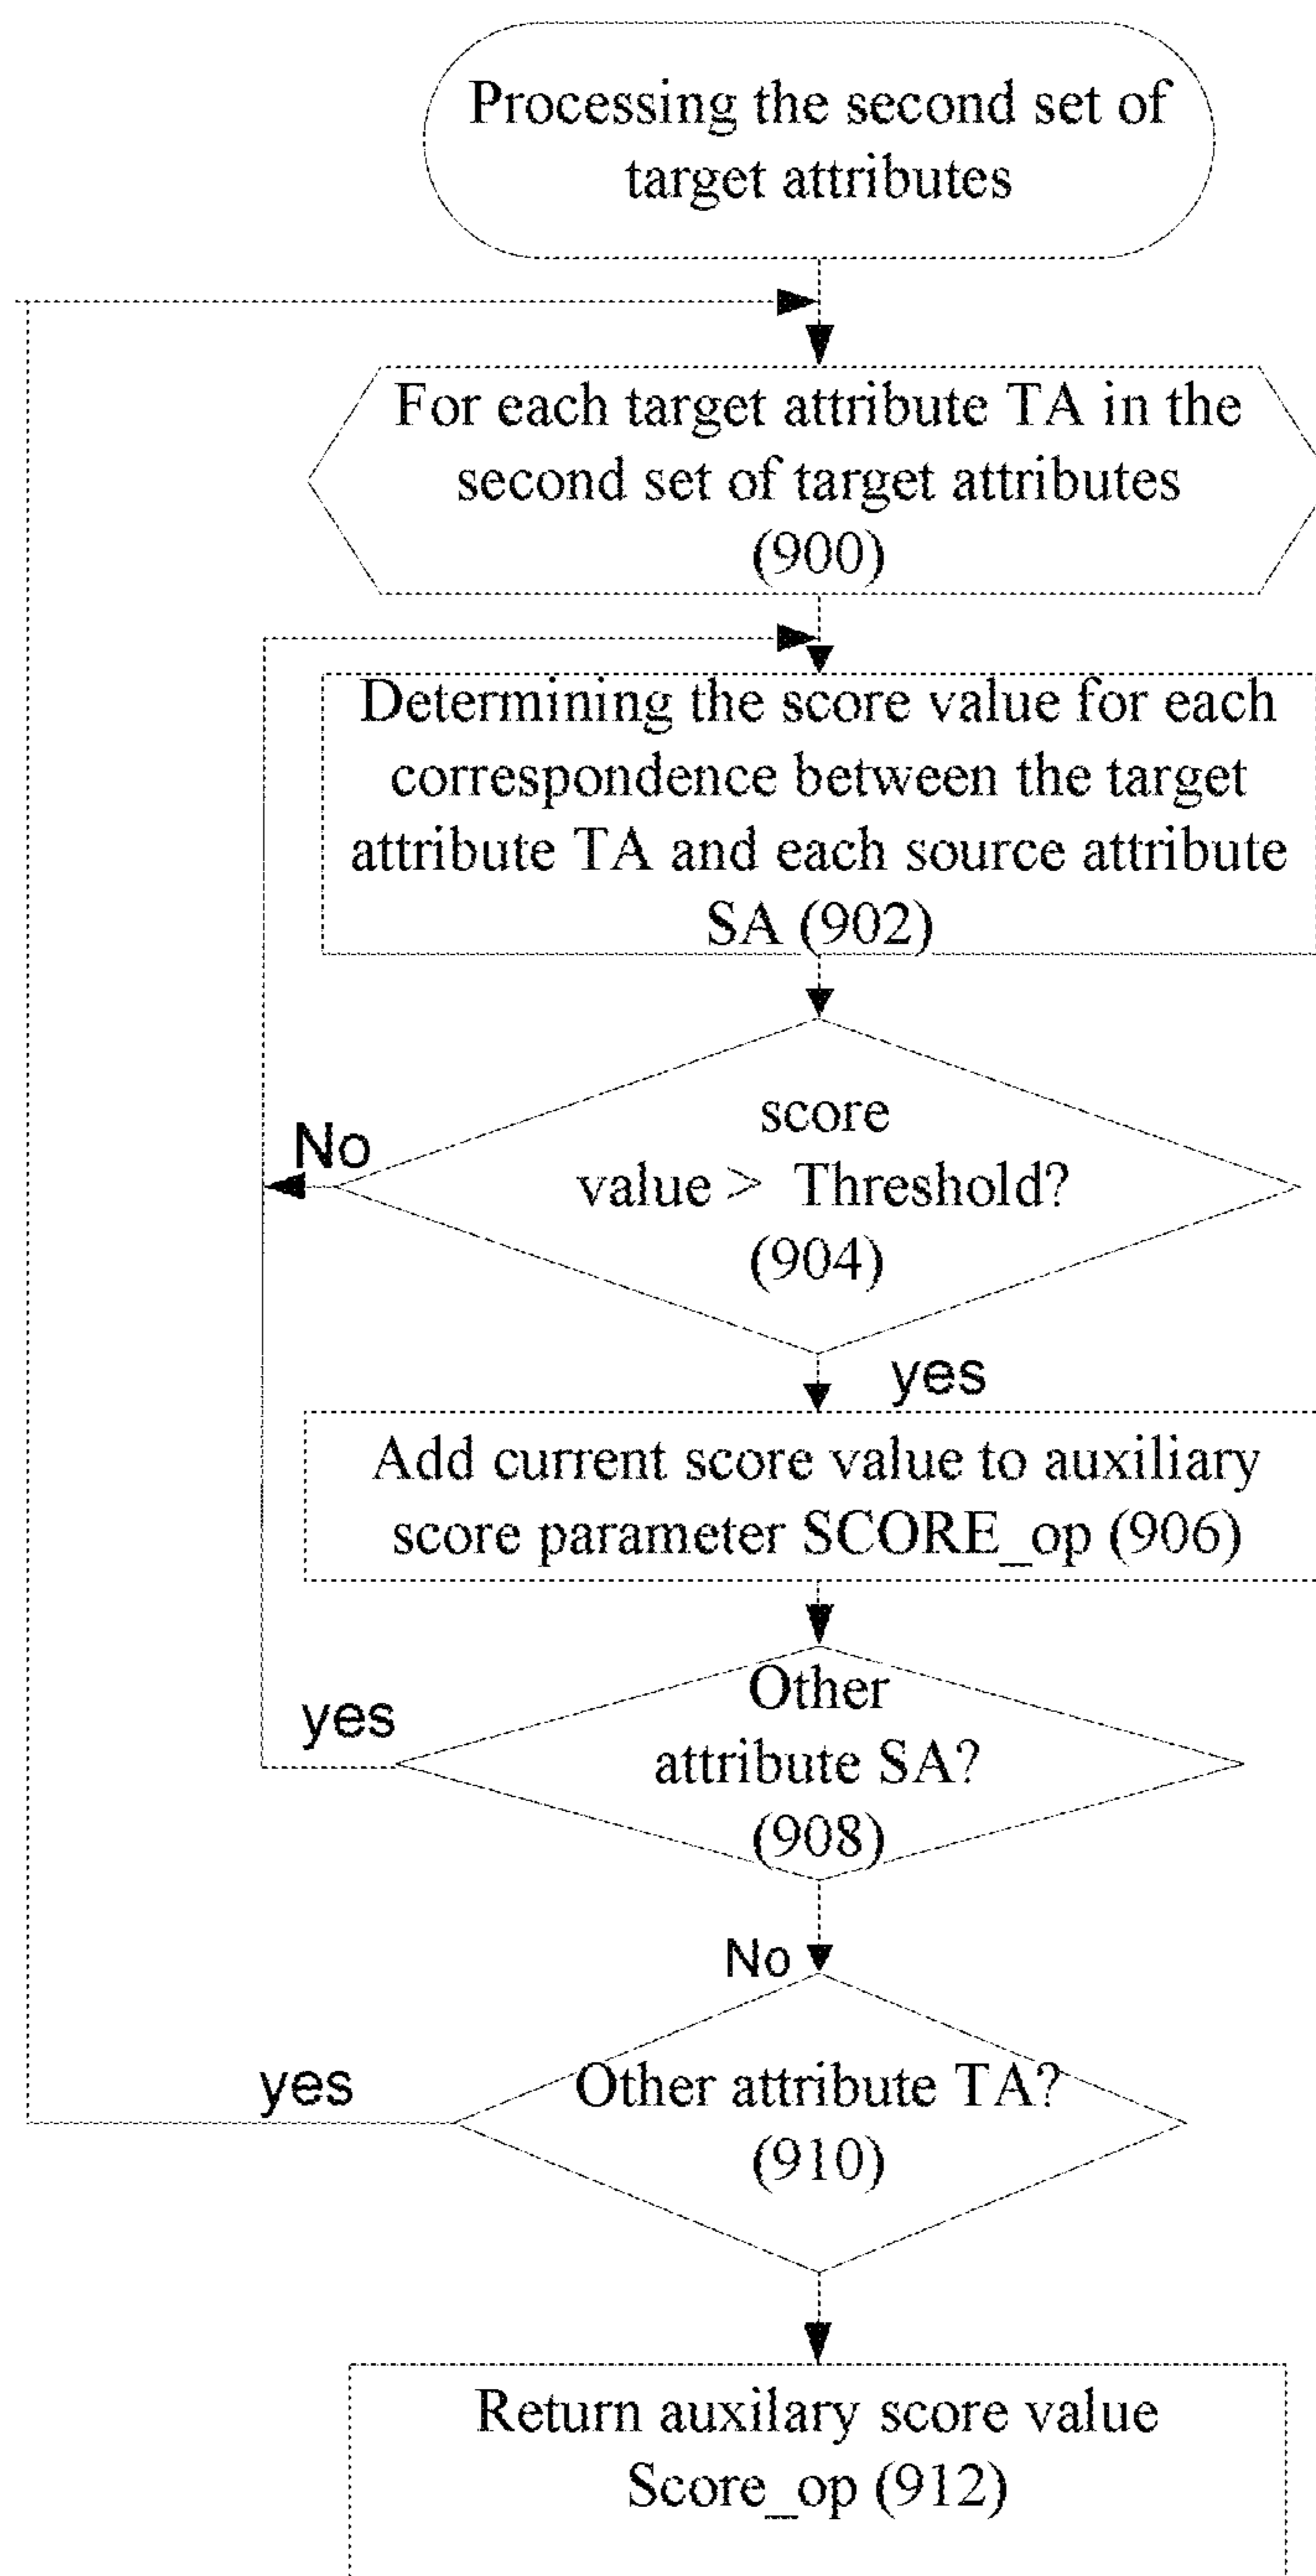 Processing the second set of
target attributes
For each target attribute TA in the
second set of target attributes
(900)
Determining the score value for each
correspondence between the target
attribute TA and each source attribute
SA (902)
score
value > Threshold?
(904)
No
yes
Add current score value to auxiliary
score parameter SCORE_op (906)
Other
attribute SA?
(908)
yes
No
Other attribute TA?
(910)
yes
Return auxilary score value
Score_op (912)